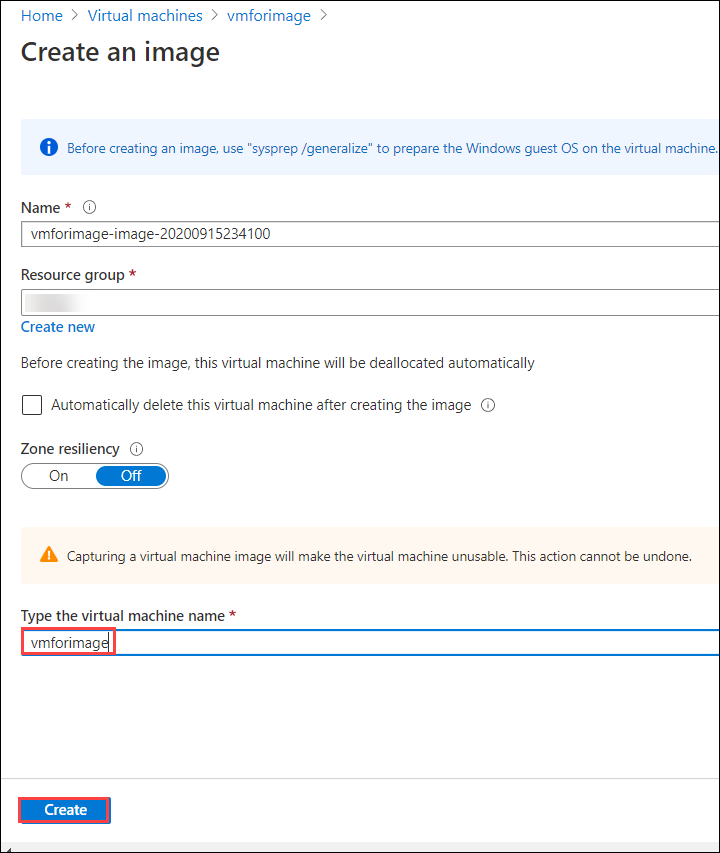 Home > Virtual machines > vmforimage >
Create an image
Before creating an image, use "sysprep /generalize" to prepare the Windows guest OS on the virtual machine.
Name *
vmforimage-image-20200915234100
Resource group *
Create new
Before creating the image, this virtual machine will be deallocated automatically
Automatically delete this virtual machine after creating the image
Zone resiliency
On Off
Capturing a virtual machine image will make the virtual machine unusable. This action cannot be undone.
Type the virtual machine name *
vmforimage
Create